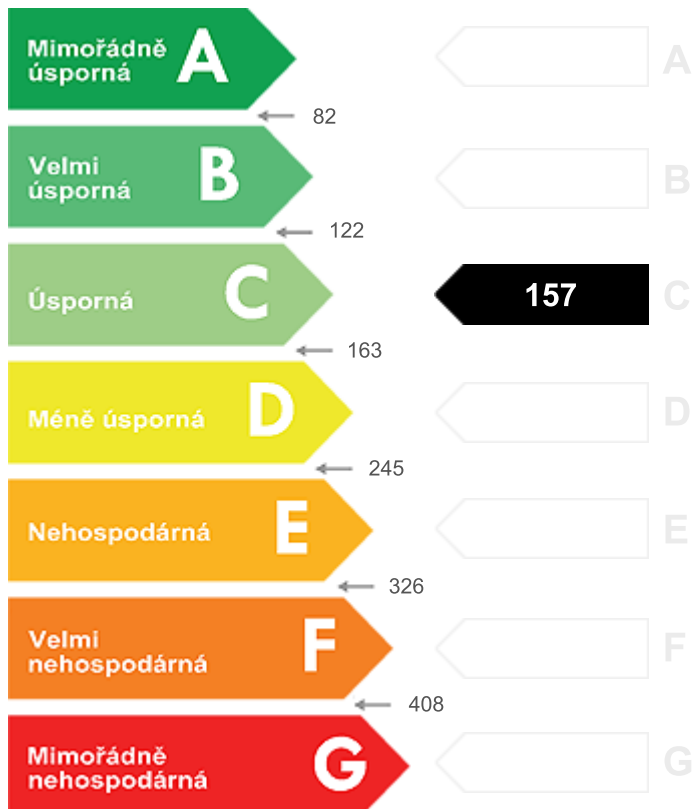 Mimořádně
úsporná
A
A
82
Velmi
úsporná
B
B
122
Úsporná
C
157
C
163
Méně úsporná
D
D
245
Nehospodárná
E
E
326
Velmi
nehospodárná
F
F
408
Mimořádně
nehospodárná
G
G